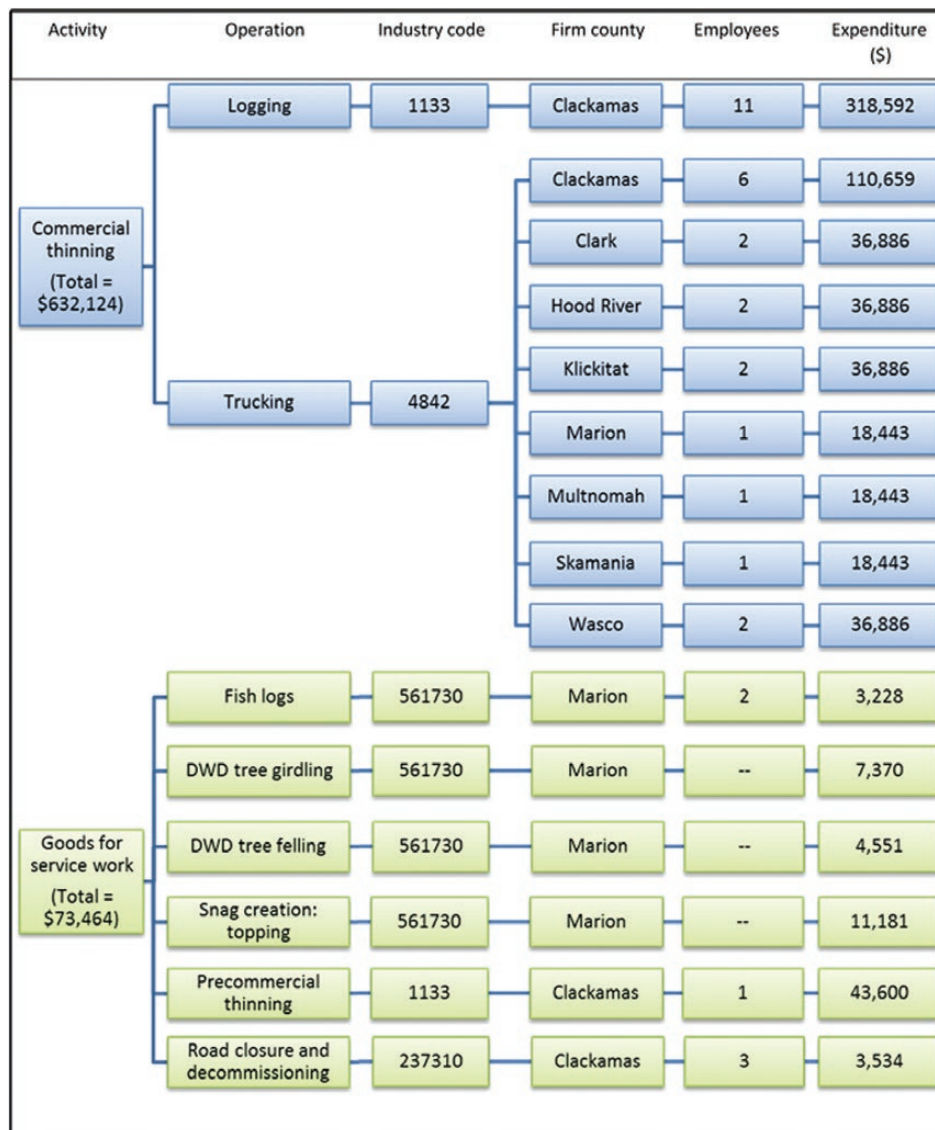 Activity Operation Industry code Firm county Employees Expenditure
($)
Logging 1133 Clackamas 11 318,592
Commercial
thinning
(Total =
$632,124)
Trucking 4842
Clackamas 6 110,659
Clark 2 36,886
Hood River 2 36,886
Klickitat 2 36,886
Marion 1 18,443
Multnomah 1 18,443
Skamania 1 18,443
Wasco 2 36,886
Goods for
service work
(Total =
$73,464)
Fish logs 561730 Marion 2 3,228
DWD tree girdling 561730 Marion -- 7,370
DWD tree felling 561730 Marion -- 4,551
Snag creation:
topping 561730 Marion -- 11,181
Precommercial
thinning 1133 Clackamas 1 43,600
Road closure and
decommissioning 237310 Clackamas 3 3,534